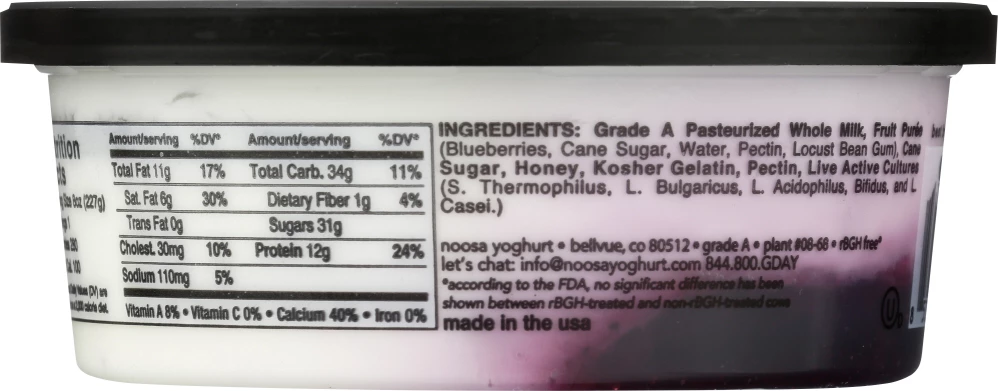 Amount/serving %DV* Amount/serving %DV*
Total Fat 11g 17% Total Carb. 34g 11%
Sat. Fat 6g 30% Dietary Fiber 1g 4%
Trans Fat 0g Sugars 31g
Cholest. 30mg 10% Protein 12g 24%
Sodium 110mg 5%
Vitamin A 8% • Vitamin C 0% • Calcium 40% • Iron 0%
8oz (227g)
INGREDIENTS: Grade A Pasteurized Whole Milk, Fruit Purée
(Blueberries, Cane Sugar, Water, Pectin, Locust Bean Gum), Cane
Sugar, Honey, Kosher Gelatin, Pectin, Live Active Cultures
(S. Thermophilus, L. Bulgaricus, L. Acidophilus, Bifidus, and L.
Casei.)
noosa yoghurt • bellvue, co 80512 • grade A • plant #08-68 • rBGH free*
let's chat: info@noosayoghurt.com 844.800.GDAY
*according to the FDA, no significant difference has been
shown between rBGH-treated and non-rBGH-treated cows
made in the usa
U
D
8